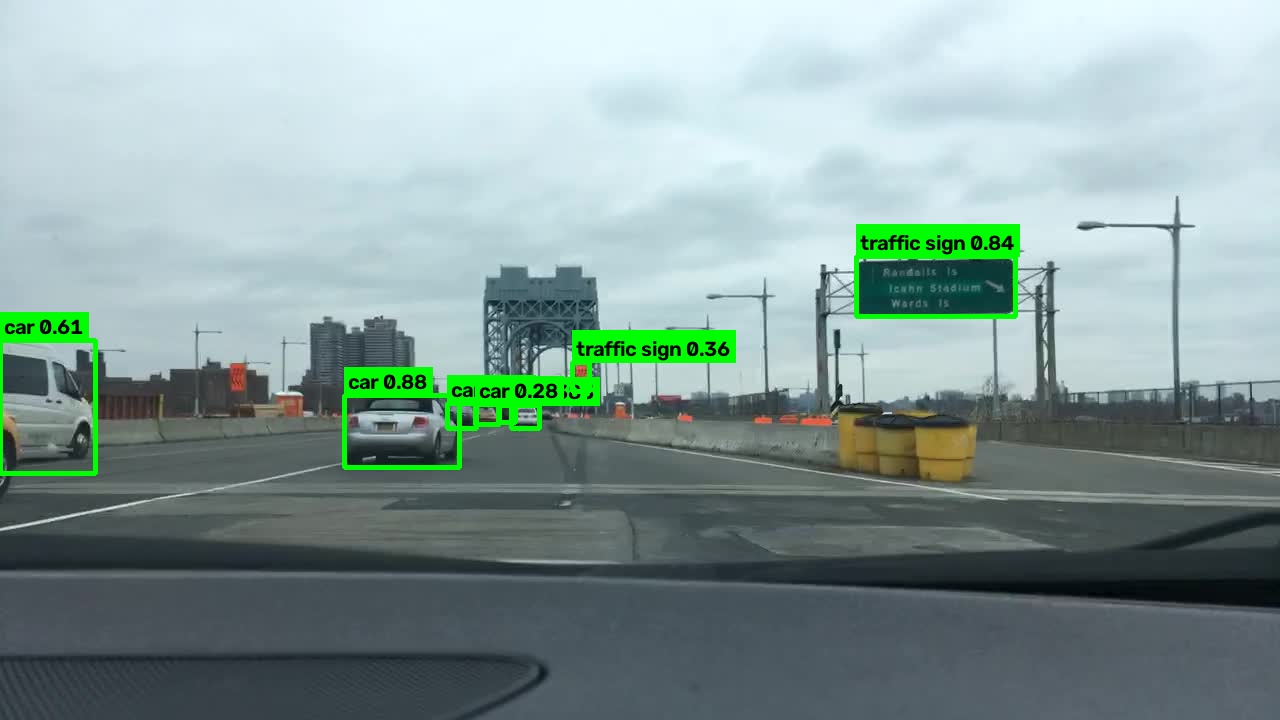 traffic sign 0.84
Randalls Is
Icahn Stadium
Wards Is
car 0.61
traffic sign 0.36
car 0.88
car 0.28